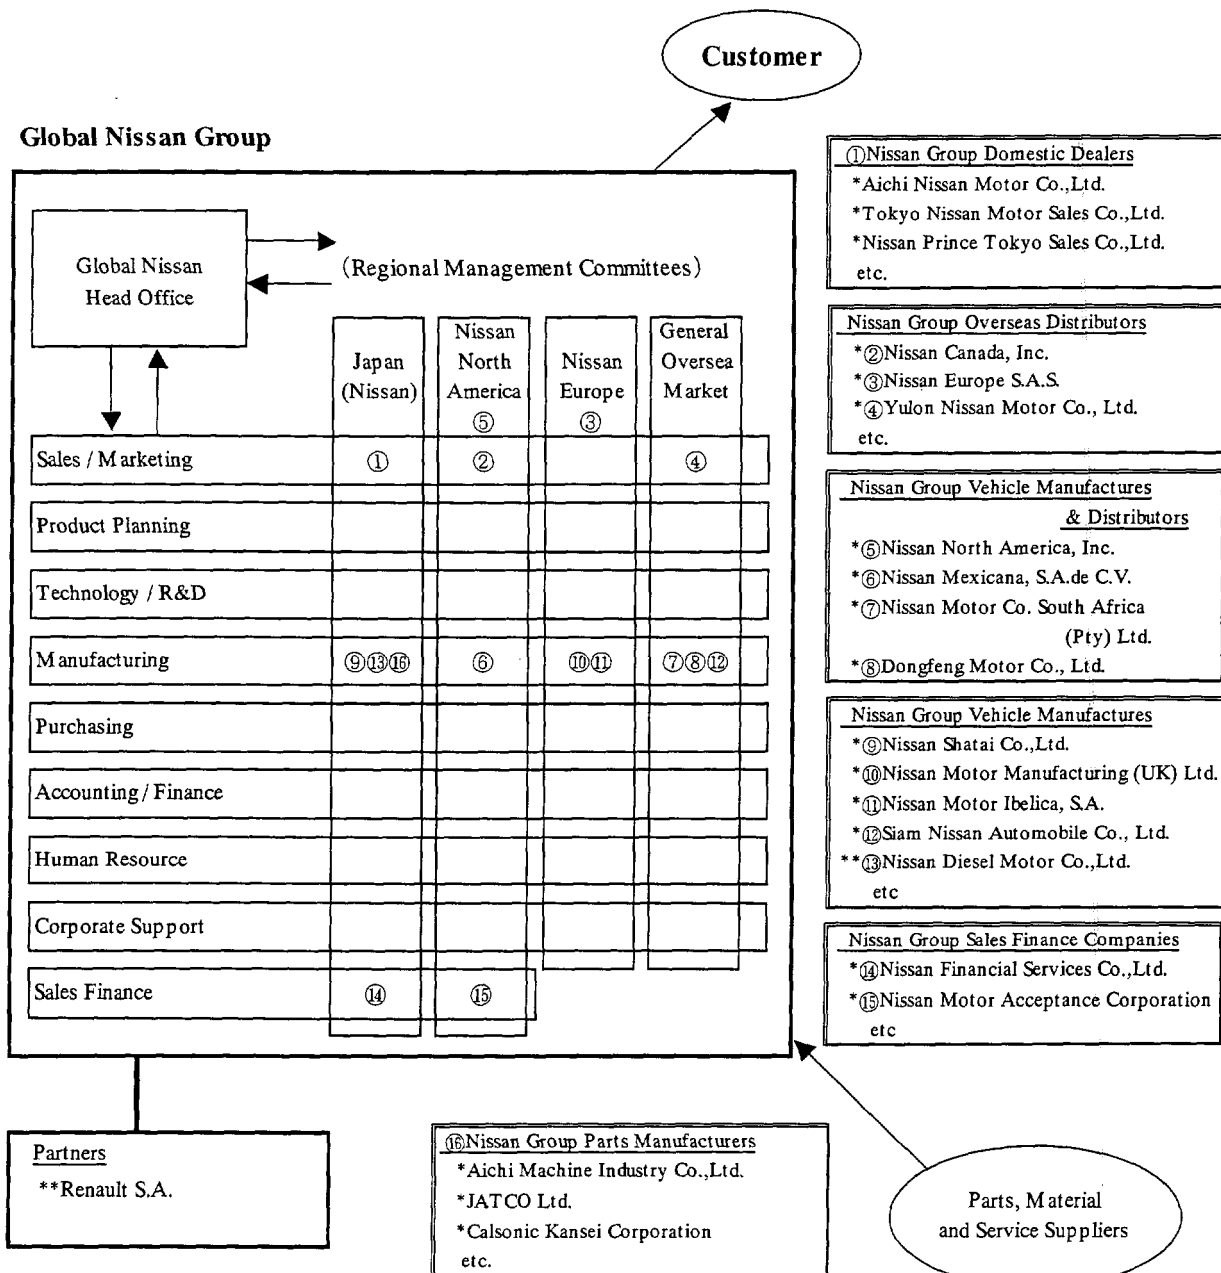 Customer
Global Nissan Group
Global Nissan
Head Office
(Regional Management Committees)
Japan
(Nissan)
Nissan
North
America
⑤
Nissan
Europe
③
General
Oversea
Market
Sales / Marketing ① ② ④
Product Planning
Technology / R&D
Manufacturing ⑨⑬⑯ ⑥ ⑩⑪ ⑦⑧⑫
Purchasing
Accounting / Finance
Human Resource
Corporate Support
Sales Finance ⑭ ⑮
①Nissan Group Domestic Dealers
*Aichi Nissan Motor Co.,Ltd.
*Tokyo Nissan Motor Sales Co.,Ltd.
*Nissan Prince Tokyo Sales Co.,Ltd.
etc.
Nissan Group Overseas Distributors
*②Nissan Canada, Inc.
*③Nissan Europe S.A.S.
*④Yulon Nissan Motor Co., Ltd.
etc.
Nissan Group Vehicle Manufactures
& Distributors
*⑤Nissan North America, Inc.
*⑥Nissan Mexicana, S.A.de C.V.
*⑦Nissan Motor Co. South Africa
(Pty) Ltd.
*⑧Dongfeng Motor Co., Ltd.
Nissan Group Vehicle Manufactures
*⑨Nissan Shatai Co.,Ltd.
*⑩Nissan Motor Manufacturing (UK) Ltd.
*⑪Nissan Motor Ibelica, S.A.
*⑫Siam Nissan Automobile Co., Ltd.
**⑬Nissan Diesel Motor Co.,Ltd.
etc
Nissan Group Sales Finance Companies
*⑭Nissan Financial Services Co.,Ltd.
*⑮Nissan Motor Acceptance Corporation
etc
Partners
**Renault S.A.
⑯Nissan Group Parts Manufacturers
*Aichi Machine Industry Co.,Ltd.
*JATCO Ltd.
*Calsonic Kansei Corporation
etc.
Parts, Material
and Service Suppliers